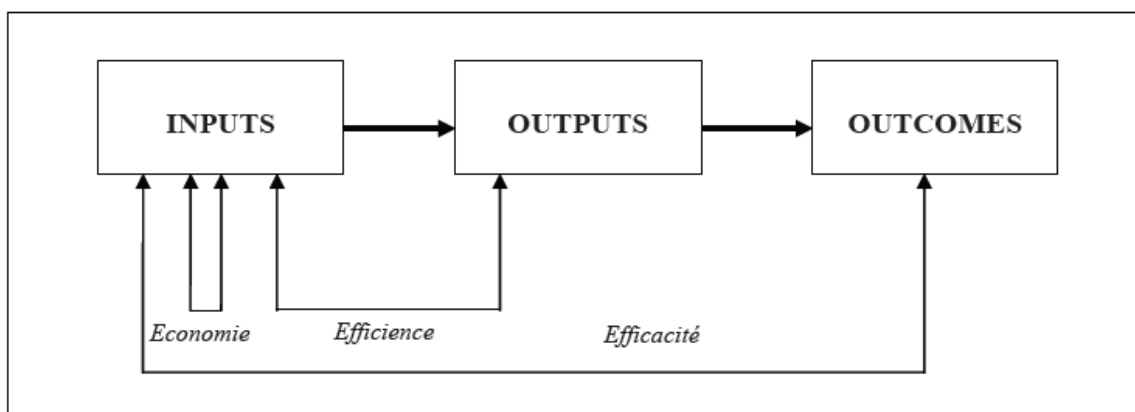 INPUTS
OUTPUTS
OUTCOMES
Economie
Efficience
Efficacité